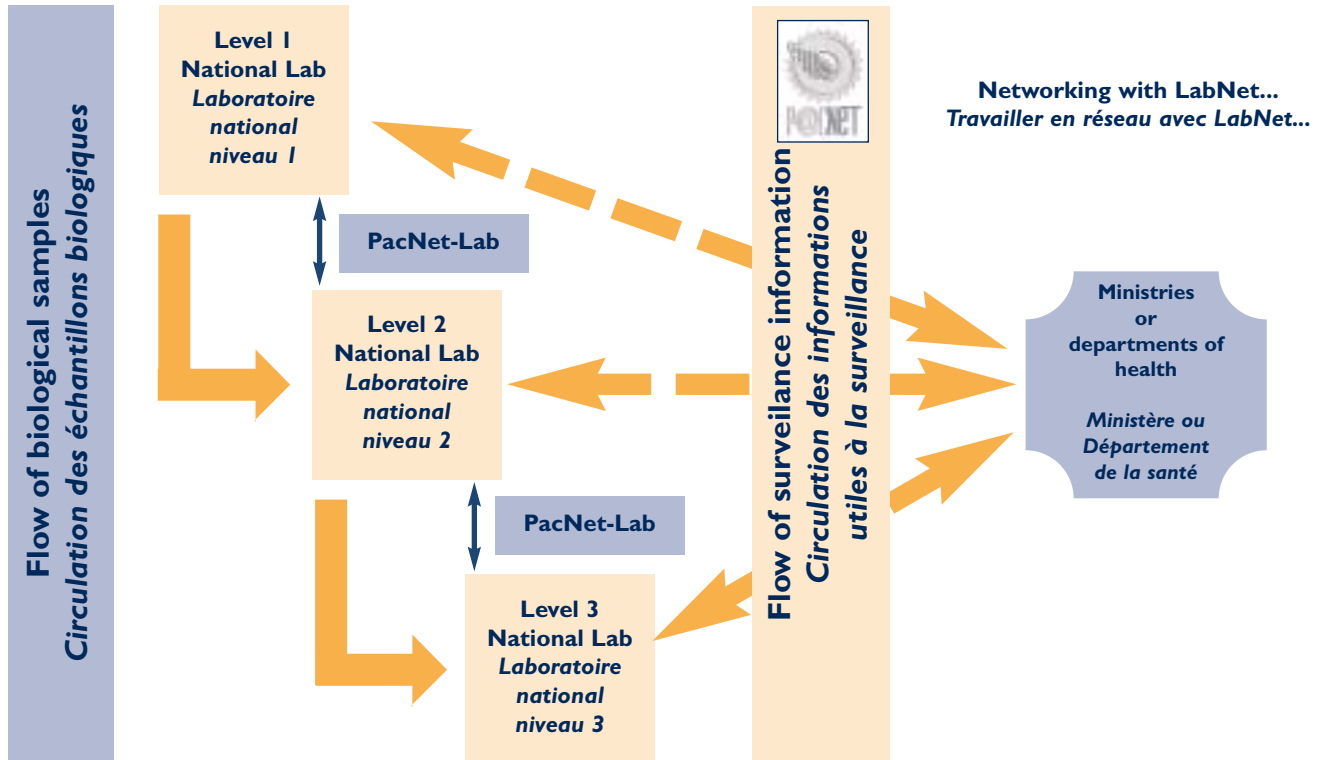 Flow of biological samples
Circulation des échantillons biologiques
Level 1
National Lab
Laboratoire
national
niveau 1
PacNet-Lab
Level 2
National Lab
Laboratoire
national
niveau 2
PacNet-Lab
Level 3
National Lab
Laboratoire
national
niveau 3
P@CNET
Flow of surveilance information
Circulation des informations
utiles à la surveillance
Networking with LabNet...
Travailler en réseau avec LabNet...
Ministries
or
departments of
health
Ministère ou
Département
de la santé